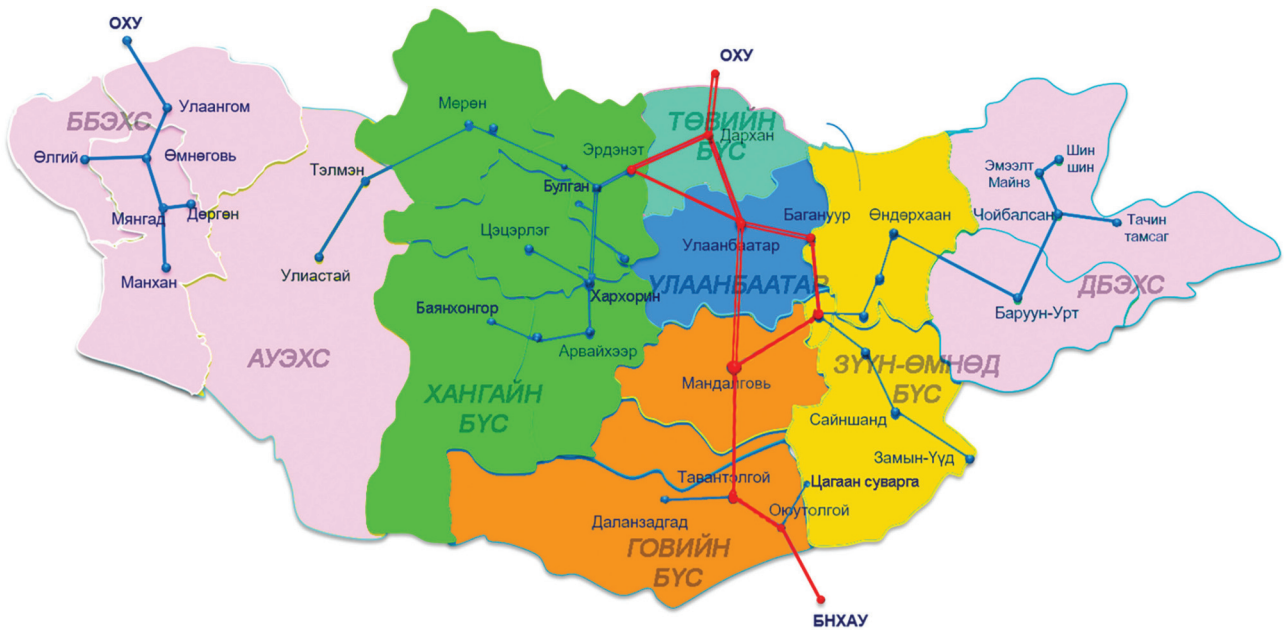 ОХУ
ОХУ
Улаангом
ББЭХС
Өлгий
Өмнөговь
Мянгад
Дөргөн
Манхан
Тэлмэн
Улиастай
АУЭХС
Мөрөн
Булган
Цэцэрлэг
Хархорин
Баянхонгор
Арвайхээр
ХАНГАЙН
БҮС
Эрдэнэт
ТӨВИЙН
БҮС
Дархан
Улаанбаатар
УЛААНБААТАР
Багануур
Өндөрхаан
Шин
шин
Эмээлт
Майнз
Чойбалсан
Тачин
тамсаг
Баруун-Урт
ДБЭХС
Мандалговь
ЗҮҮН-ӨМНӨД
БҮС
Сайншанд
Замын-Үүд
Тавантолгой
Цагаан суварга
Даланзадгад
Оюутолгой
ГОВИЙН
БҮС
БНХАУ